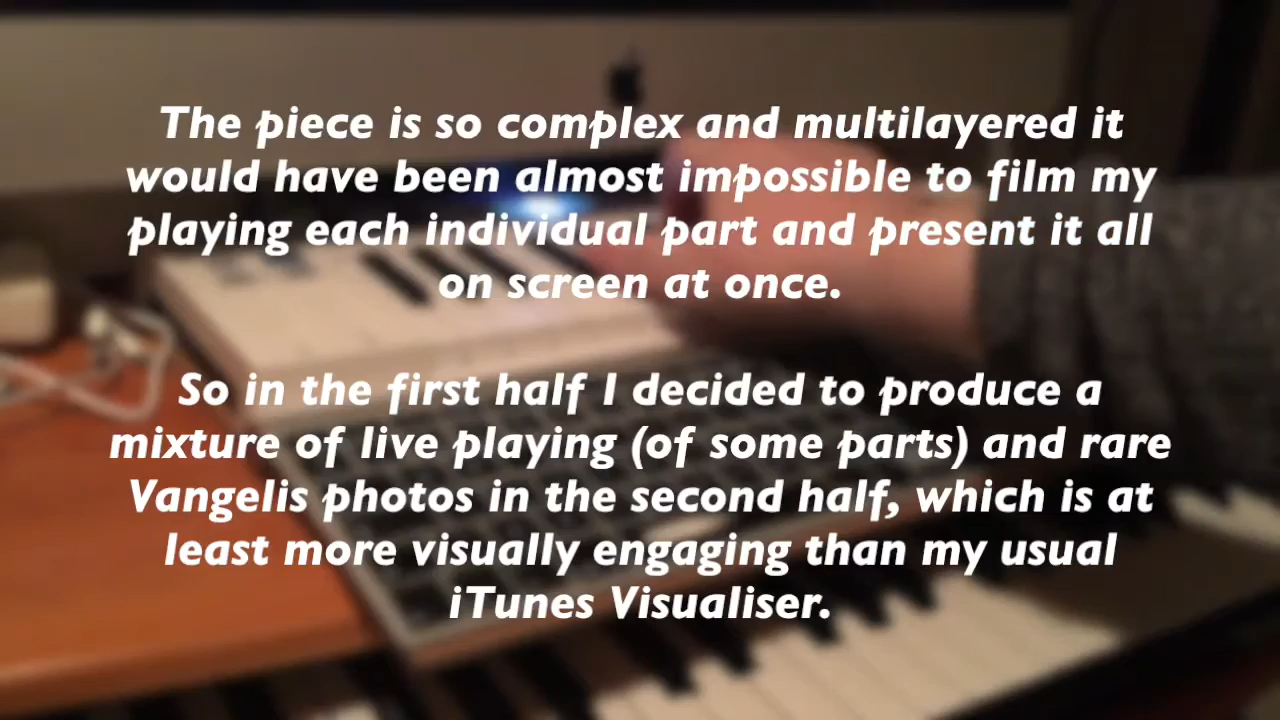 The piece is so complex and multilayered it
would have been almost impossible to film my
playing each individual part and present it all
on screen at once.
So in the first half I decided to produce a
mixture of live playing (of some parts) and rare
Vangelis photos in the second half, which is at
least more visually engaging than my usual
iTunes Visualiser.